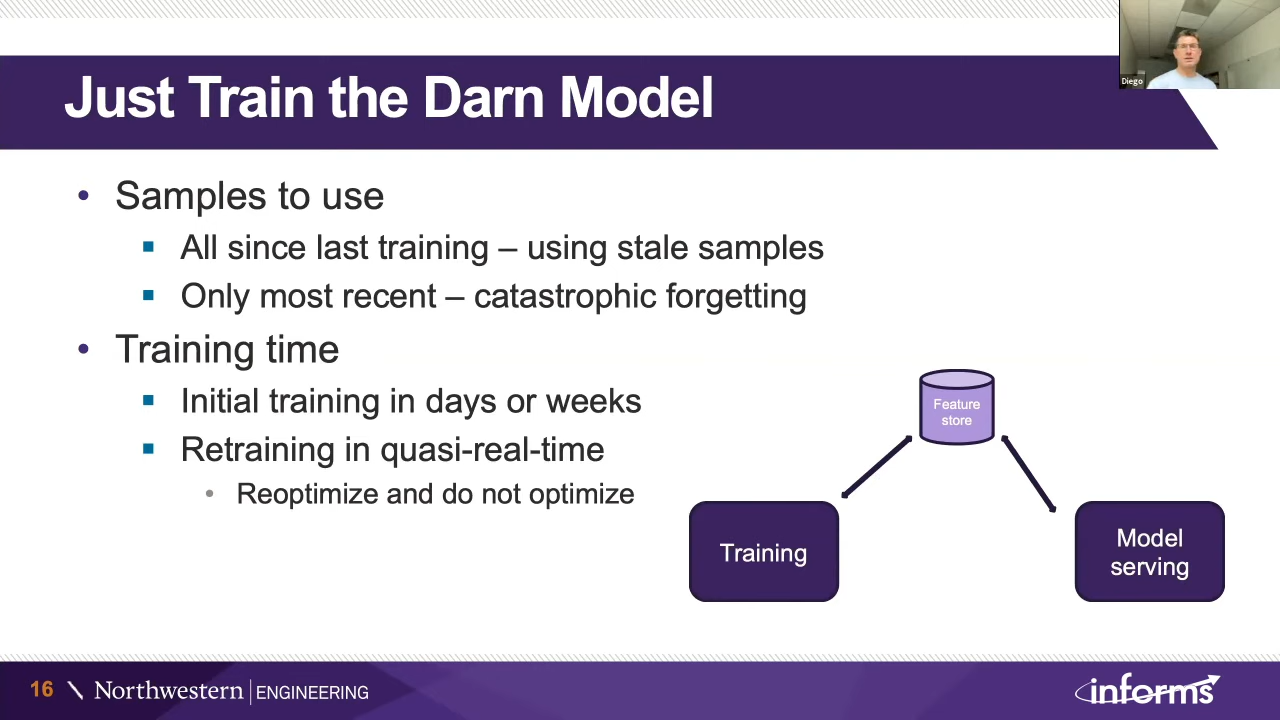 Diego
Just Train the Darn Model
• Samples to use
▪ All since last training – using stale samples
▪ Only most recent – catastrophic forgetting
• Training time
▪ Initial training in days or weeks
▪ Retraining in quasi-real-time
• Reoptimize and do not optimize
Feature
store
Training
Model
serving
16
Northwestern | ENGINEERING
informs